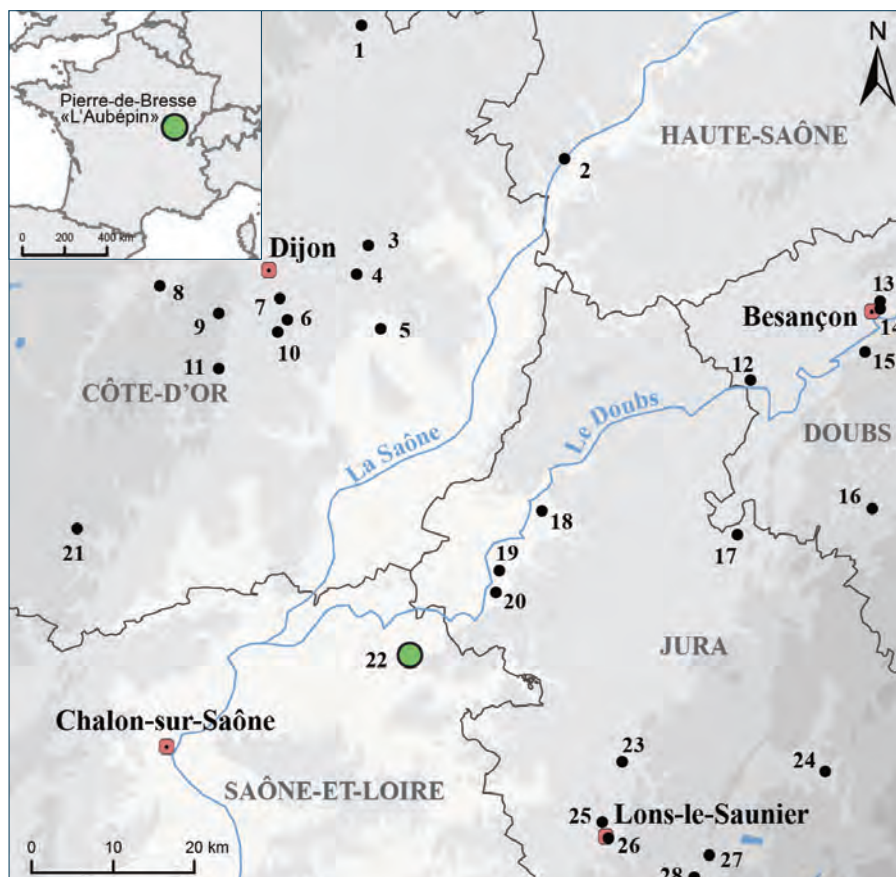 Pierre-de-Bresse
«L'Aubépin»
0 200 400 km
N
1
HAUTE-SAÔNE
2
3
Dijon
4
8
7
13
9
6
5
Besançon
14
10
15
11
12
CÔTE-D'OR
La Saône
Le Doubs
DOUBS
16
18
21
17
19
20
22
JURA
Chalon-sur-Saône
23
24
SAÔNE-ET-LOIRE
25
Lons-le-Saunier
26
0 10 20 km
27
28